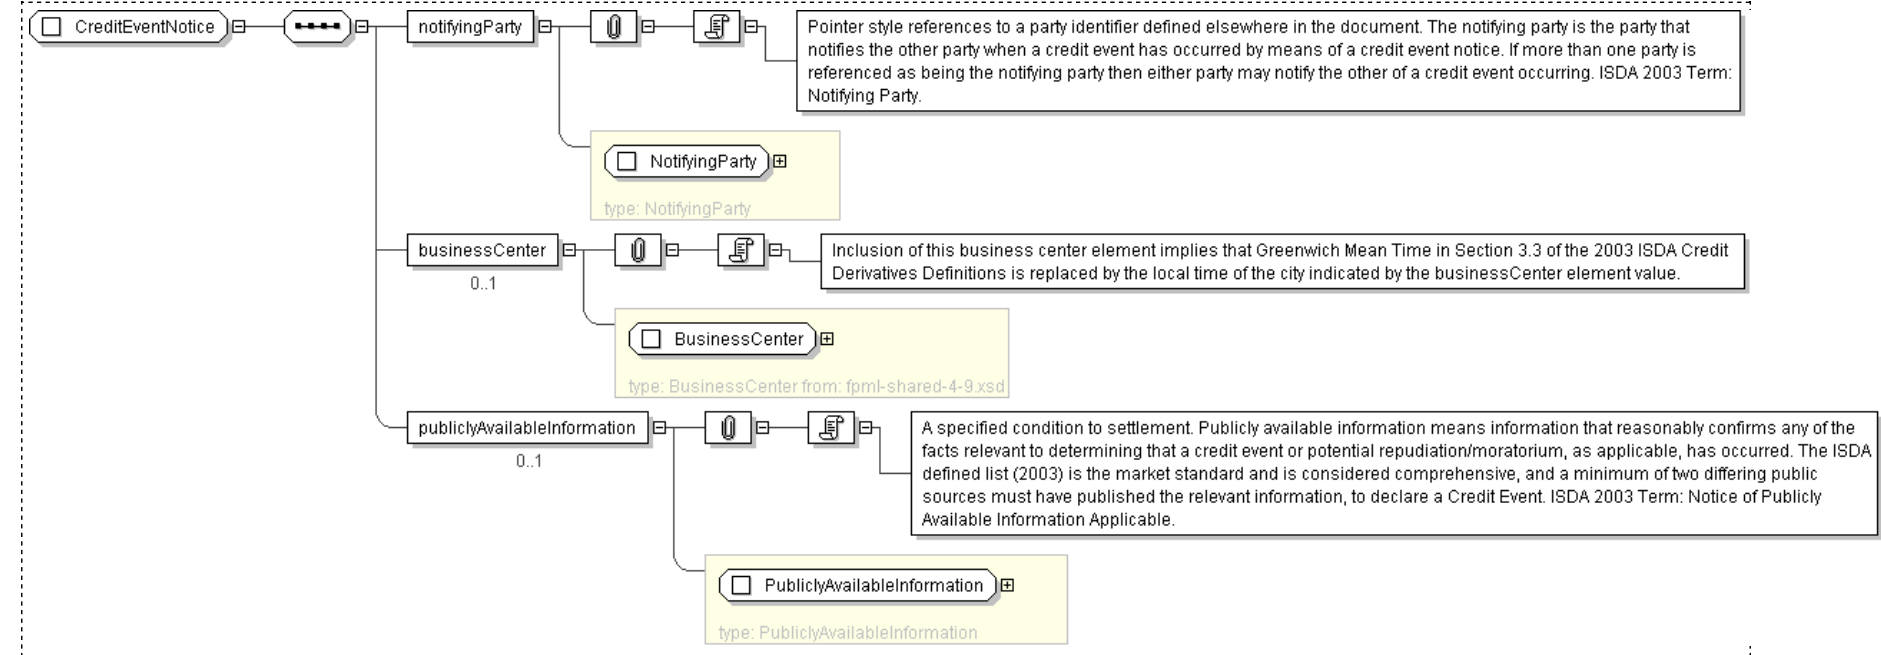 CreditEventNotice
notifyingParty
Pointer style references to a party identifier defined elsewhere in the document. The notifying party is the party that
notifies the other party when a credit event has occurred by means of a credit event notice. If more than one party is
referenced as being the notifying party then either party may notify the other of a credit event occurring. ISDA 2003 Term:
Notifying Party.
NotifyingParty
type: NotifyingParty
businessCenter
0..1
Inclusion of this business center element implies that Greenwich Mean Time in Section 3.3 of the 2003 ISDA Credit
Derivatives Definitions is replaced by the local time of the city indicated by the businessCenter element value.
BusinessCenter
type: BusinessCenter from: fpml-shared-4-9.xsd
publiclyAvailableInformation
0..1
A specified condition to settlement. Publicly available information means information that reasonably confirms any of the
facts relevant to determining that a credit event or potential repudiation/moratorium, as applicable, has occurred. The ISDA
defined list (2003) is the market standard and is considered comprehensive, and a minimum of two differing public
sources must have published the relevant information, to declare a Credit Event. ISDA 2003 Term: Notice of Publicly
Available Information Applicable.
PubliclyAvailableInformation
type: PubliclyAvailableInformation